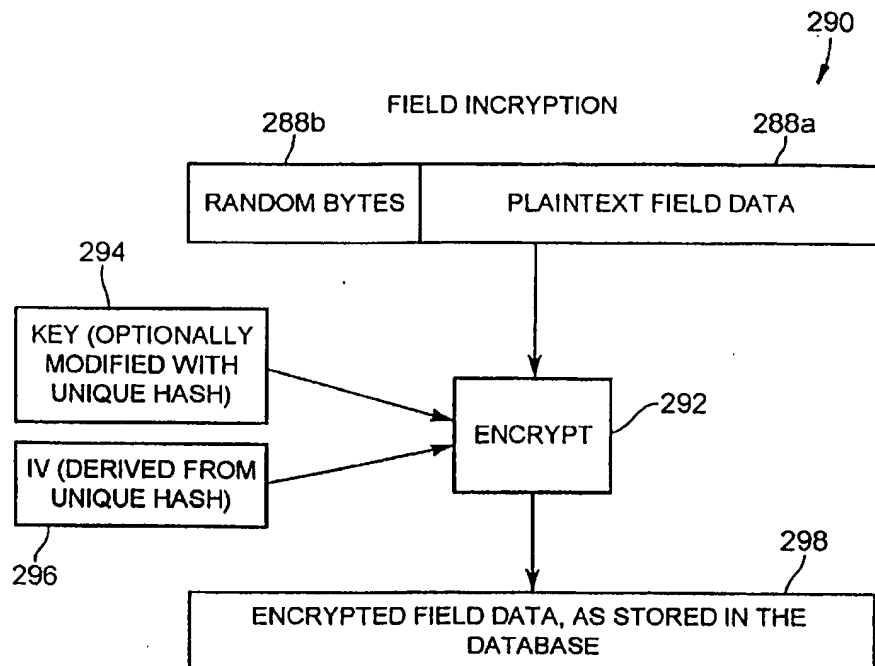 290
FIELD INCRYPTION
288b
288a
RANDOM BYTES
PLAINTEXT FIELD DATA
294
KEY (OPTIONALLY
MODIFIED WITH
UNIQUE HASH)
ENCRYPT
292
IV (DERIVED FROM
UNIQUE HASH)
296
298
ENCRYPTED FIELD DATA, AS STORED IN THE
DATABASE